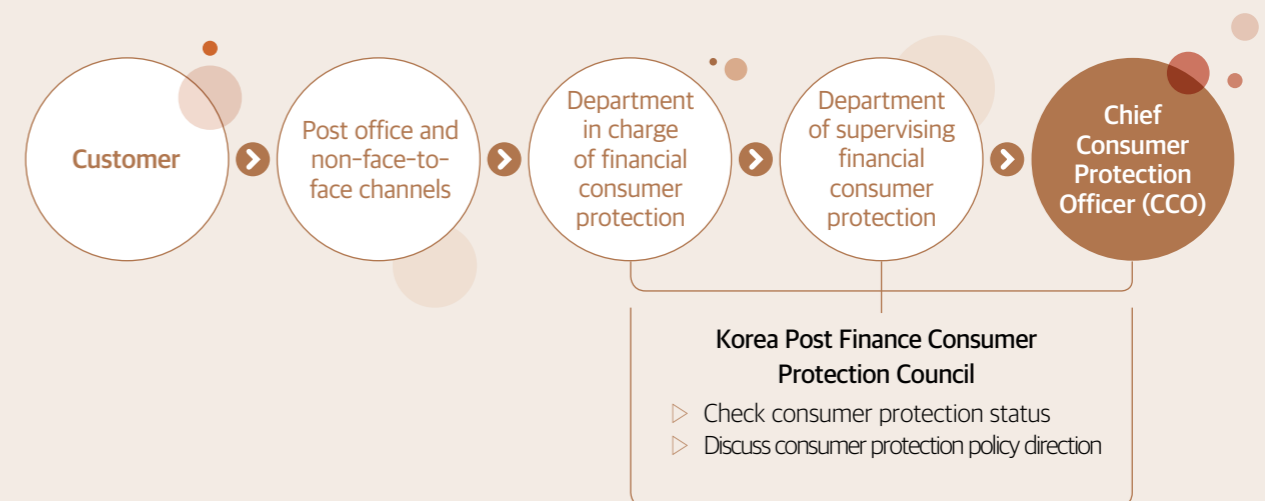 Customer
Post office and
non-face-to-
face channels
Department
in charge
of financial
consumer
protection
Department
of supervising
financial
consumer
protection
Chief
Consumer
Protection
Officer (CCO)
Korea Post Finance Consumer
Protection Council
▷ Check consumer protection status
▷ Discuss consumer protection policy direction